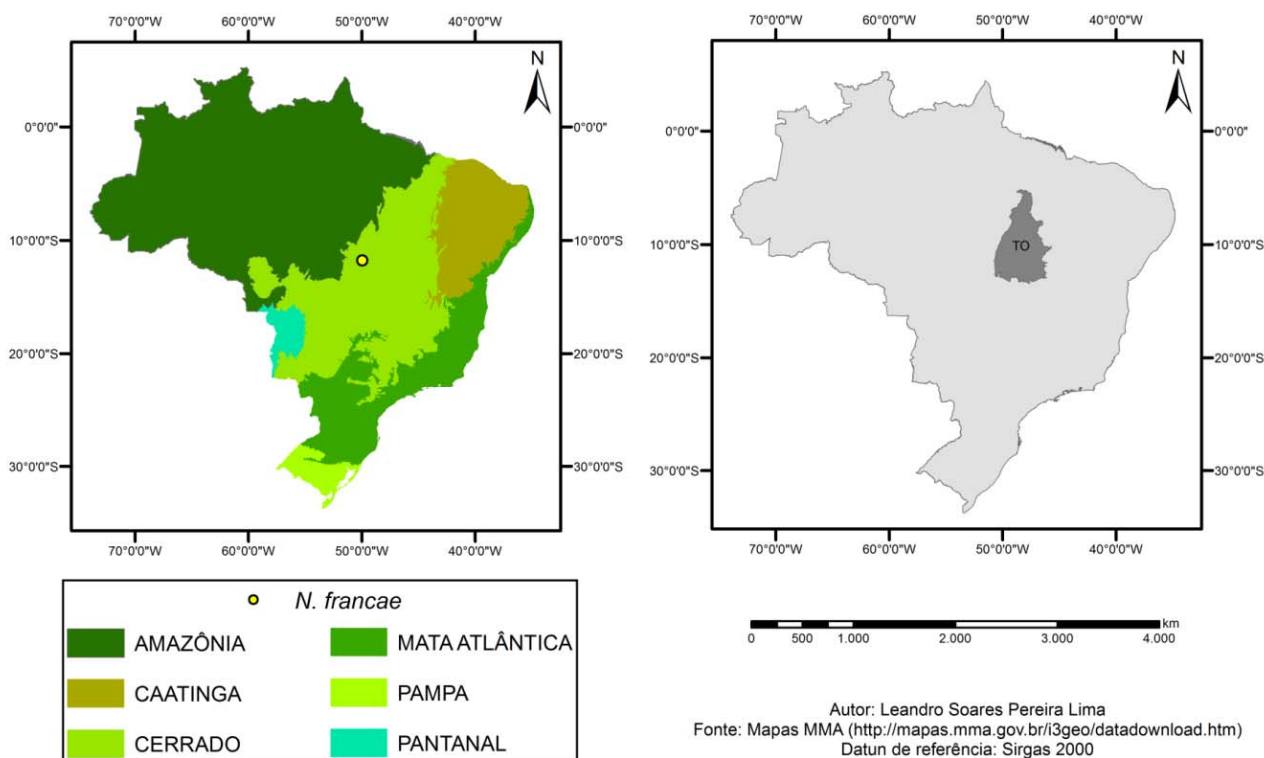 70°0'0"W 60°0'0"W 50°0'0"W 40°0'0"W
N
0°0'0"
10°0'0"S
20°0'0"S
30°0'0"S
0°0'0"
10°0'0"S
20°0'0"S
30°0'0"S
70°0'0"W 60°0'0"W 50°0'0"W 40°0'0"W
70°0'0"W 60°0'0"W 50°0'0"W 40°0'0"W
N
TO
0°0'0"
10°0'0"S
20°0'0"S
30°0'0"S
0°0'0"
10°0'0"S
20°0'0"S
30°0'0"S
70°0'0"W 60°0'0"W 50°0'0"W 40°0'0"W
N. francae
AMAZÔNIA
MATA ATLÂNTICA
CAATINGA
PAMPA
CERRADO
PANTANAL
km
0 500 1.000 2.000 3.000 4.000
Autor: Leandro Soares Pereira Lima
Fonte: Mapas MMA (http://mapas.mma.gov.br/i3geo/datadownload.htm)
Datun de referência: Sirgas 2000